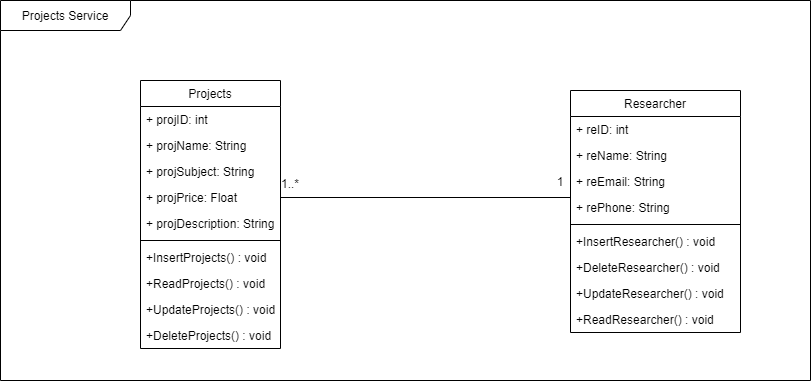 Projects Service
Projects
+ projID: int
+ projName: String
+ projSubject: String
+ projPrice: Float
+ projDescription: String
+InsertProjects() : void
+ReadProjects() : void
+UpdateProjects() : void
+DeleteProjects() : void
1..*
1
Researcher
+ reID: int
+ reName: String
+ reEmail: String
+ rePhone: String
+InsertResearcher() : void
+DeleteResearcher() : void
+UpdateResearcher() : void
+ReadResearcher() : void